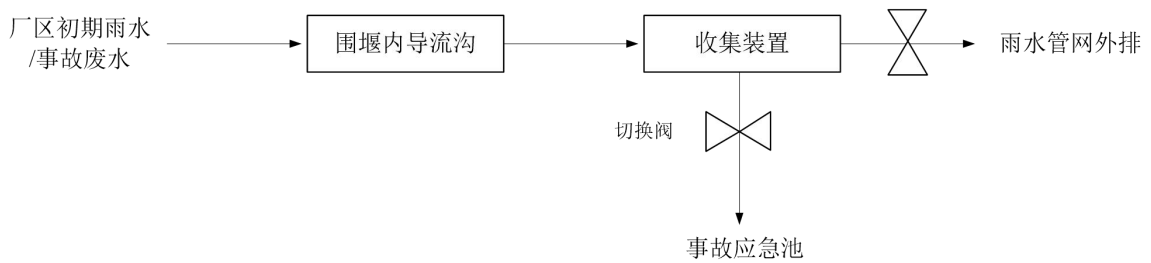 厂区初期雨水
/事故废水
围堰内导流沟
收集装置
雨水管网外排
切换阀
事故应急池